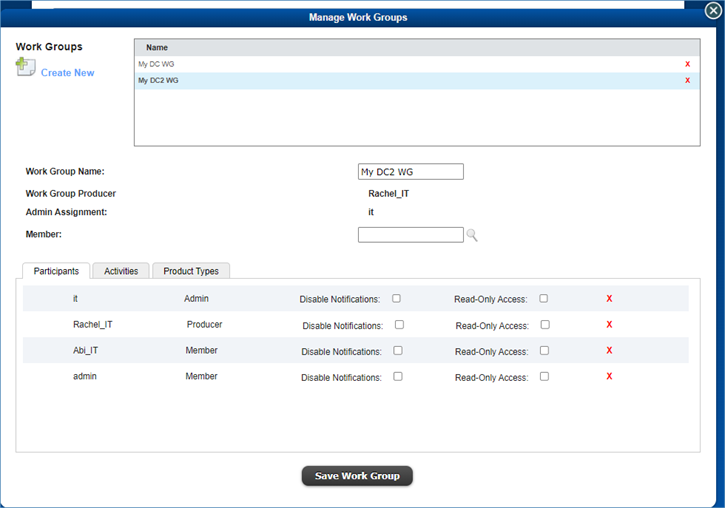 Manage Work Groups
Work Groups
Create New
Name
My DC WG X
My DC2 WG X
Work Group Name: My DC2 WG
Work Group Producer Rachel_IT
Admin Assignment: it
Member:
Participants Activities Product Types
it Admin Disable Notifications: Read-Only Access: X
Rachel_IT Producer Disable Notifications: Read-Only Access: X
Abi_IT Member Disable Notifications: Read-Only Access: X
admin Member Disable Notifications: Read-Only Access: X
Save Work Group